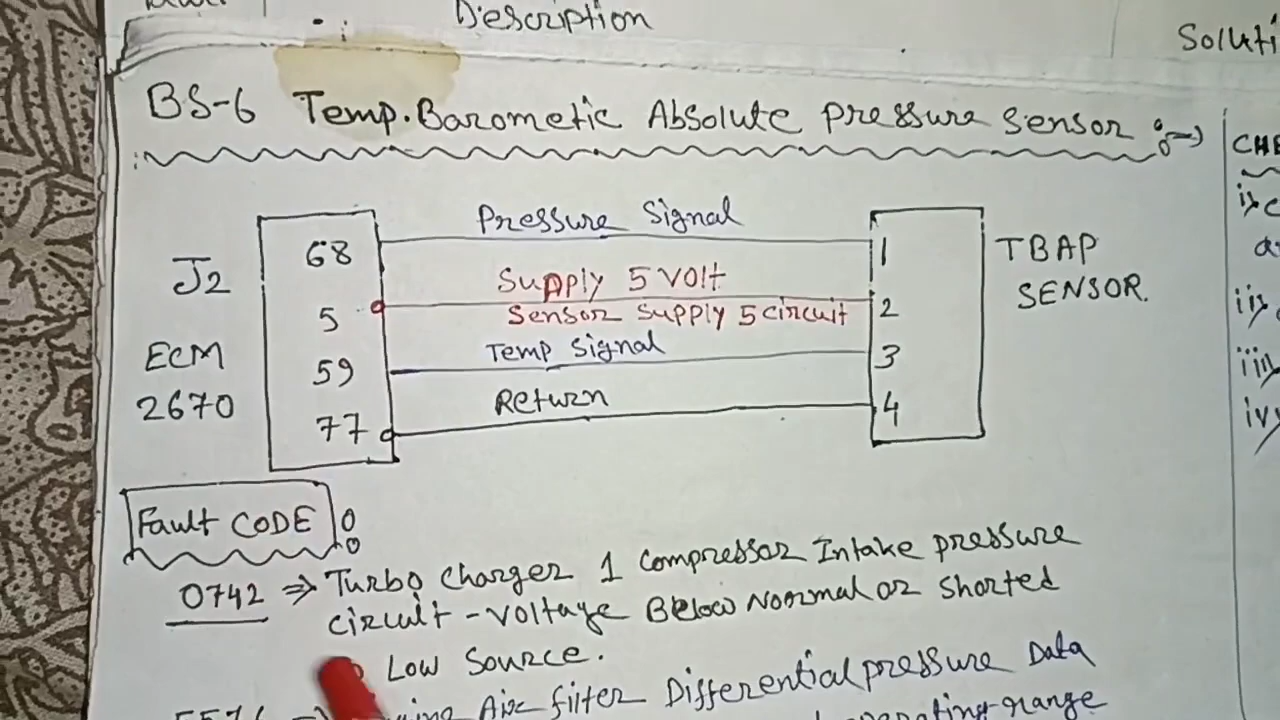 Description
Soluti
BS-6 Temp. Barometic Absolute pressure sensor
CHE
Pressure Signal
68
1
TBAP
SENSOR.
J2
Supply 5 Volt
5
Sensor Supply 5 circuit
2
ECM
2670
59
Temp Signal
3
77
Return
4
Fault CODE
0742 ⇒ Turbo charger 1 compressor Intake pressure
circuit - voltage Below Normal or shorted
Low Source.
Air filter Differential pressure Data
range